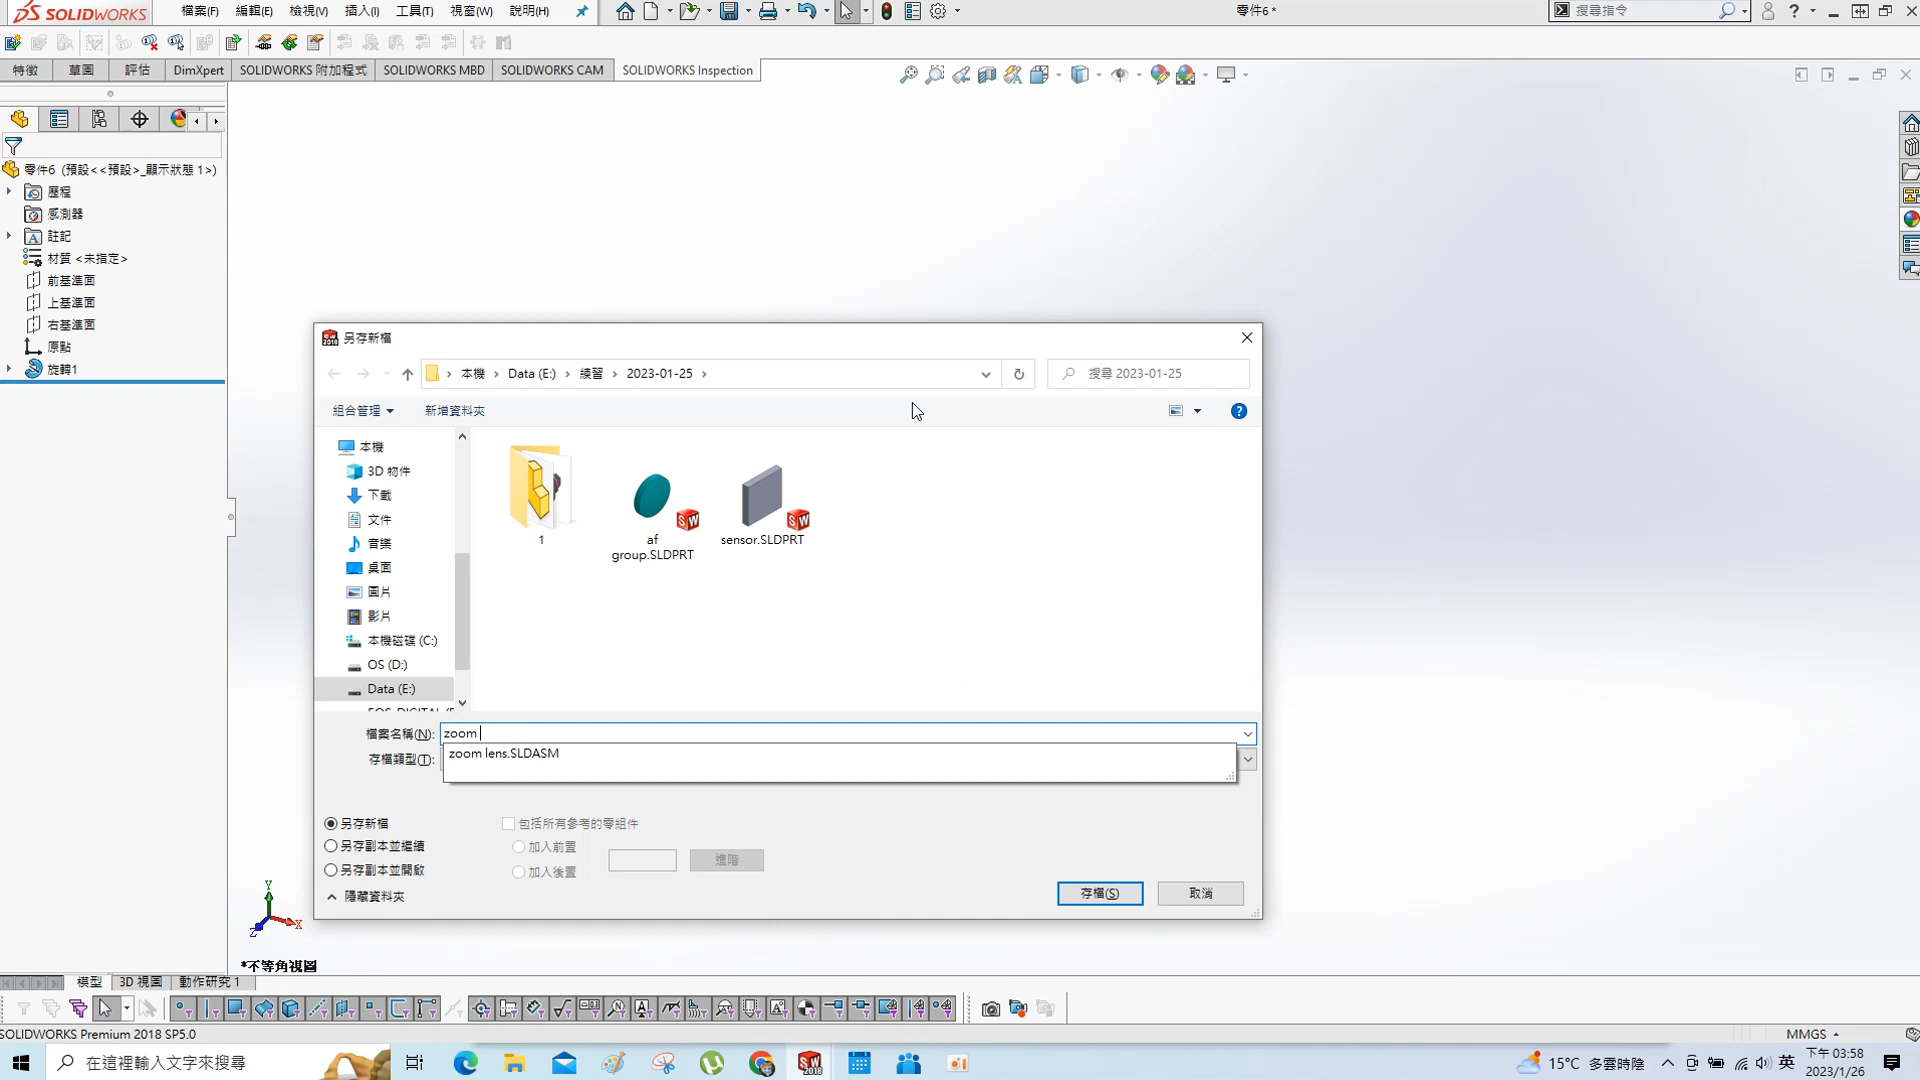 SOLIDWORKS 檔案(F) 編輯(E) 檢視(V) 插入(I) 工具(T) 視窗(W) 說明(H) 零件6 * 搜尋指令 ?
特徵 草圖 評估 DimXpert SOLIDWORKS 附加程式 SOLIDWORKS MBD SOLIDWORKS CAM SOLIDWORKS Inspection
零件6 (預設<<預設>_顯示狀態 1>)
歷程
感測器
註記
材質 <未指定>
前基準面
上基準面
右基準面
原點
旋轉1
另存新檔
本機 > Data (E:) > 練習 > 2023-01-25 >
搜尋 2023-01-25
組合管理 新增資料夾
本機
3D 物件
下載
文件
音樂
桌面
圖片
影片
本機磁碟 (C:)
OS (D:)
Data (E:)
1
af group.SLDPRT
sensor.SLDPRT
檔案名稱(N): zoom
zoom lens.SLDASM
存檔類型(T):
另存新檔
另存副本並繼續
另存副本並開啟
包括所有參考的零組件
加入前置
加入後置
進階
隱藏資料夾
存檔(S) 取消
Y
X
Z
*不等角視圖
模型 3D 視圖 動作研究 1
SOLIDWORKS Premium 2018 SP5.0 MMGS
在這裡輸入文字來搜尋
15°C 多雲時陰 英 下午 03:58
2023/1/26